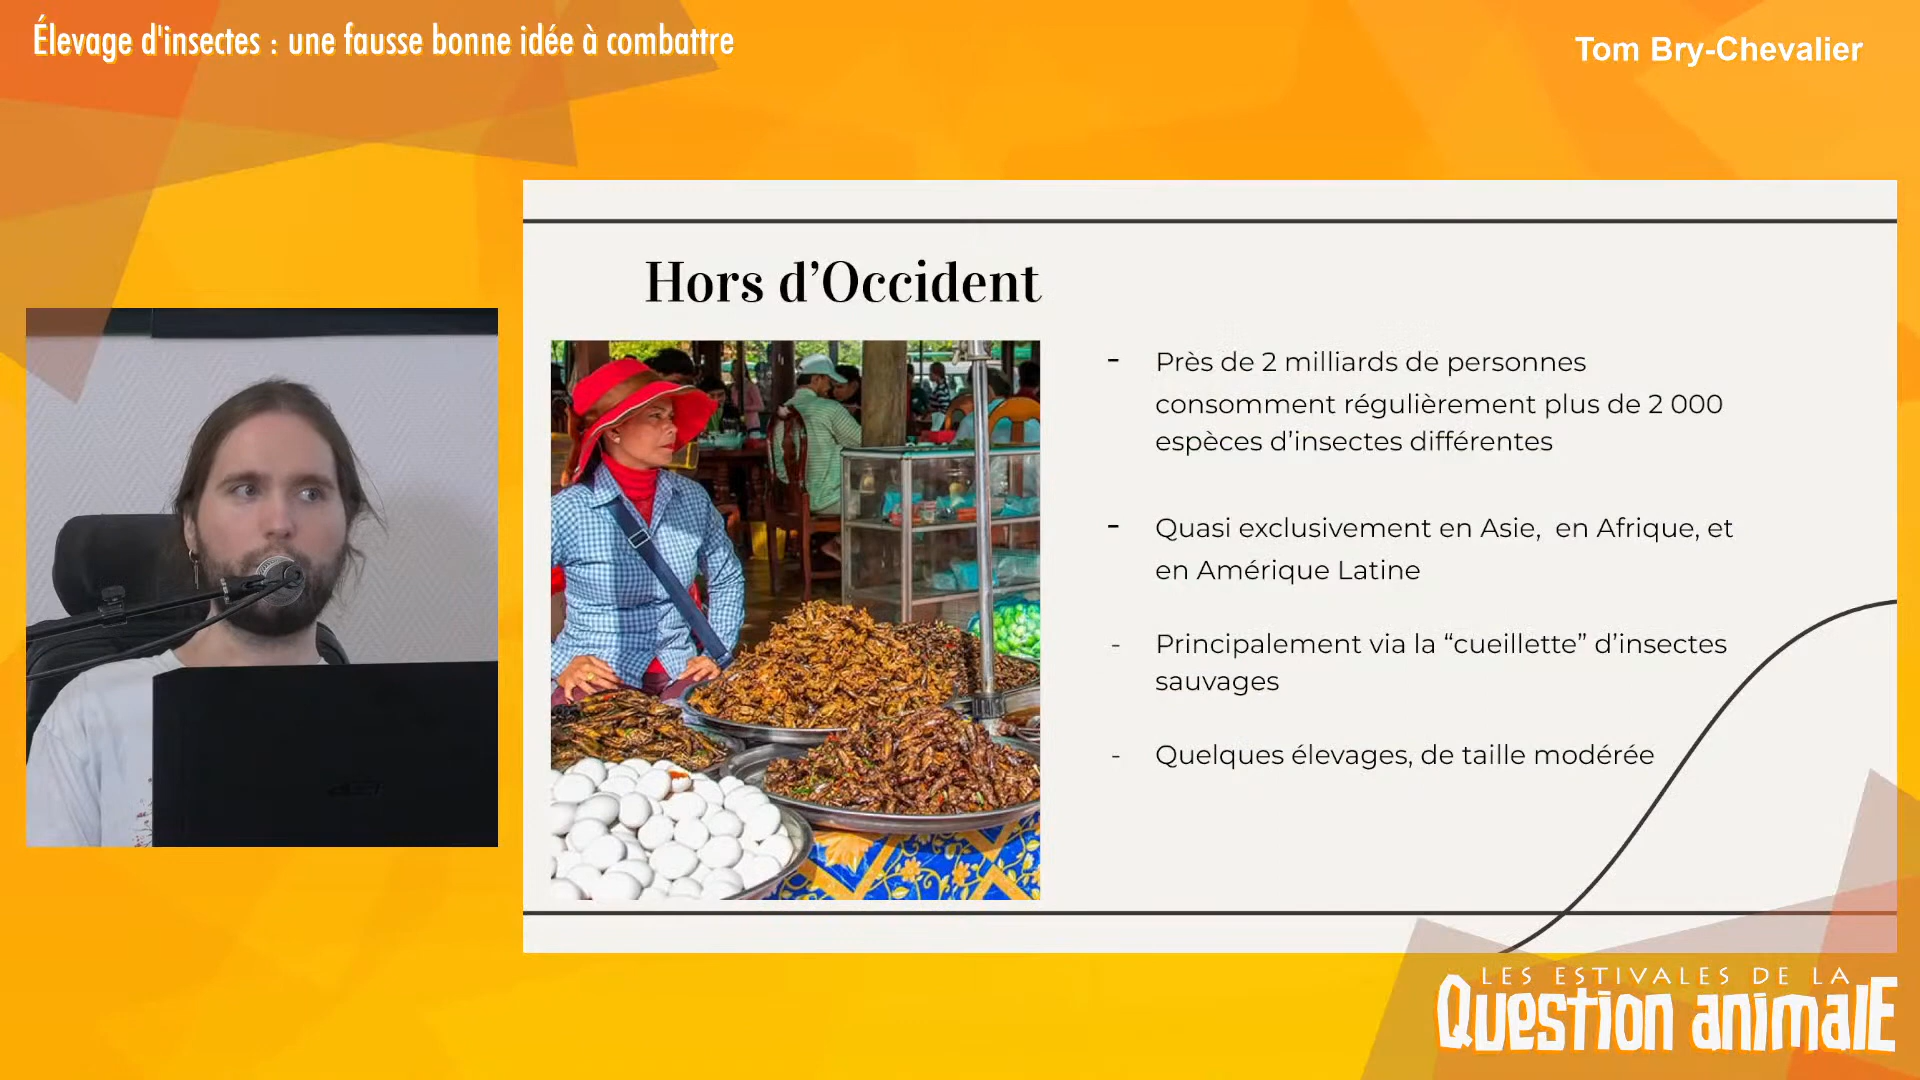 Élevage d'insectes : une fausse bonne idée à combattre
Tom Bry-Chevalier
Hors d’Occident
- Près de 2 milliards de personnes
consomment régulièrement plus de 2 000
espèces d’insectes différentes
- Quasi exclusivement en Asie,  en Afrique, et
en Amérique Latine
- Principalement via la “cueillette” d’insectes
sauvages
- Quelques élevages, de taille modérée
acer
LES ESTIVALES DE LA
QUESTION ANIMALE